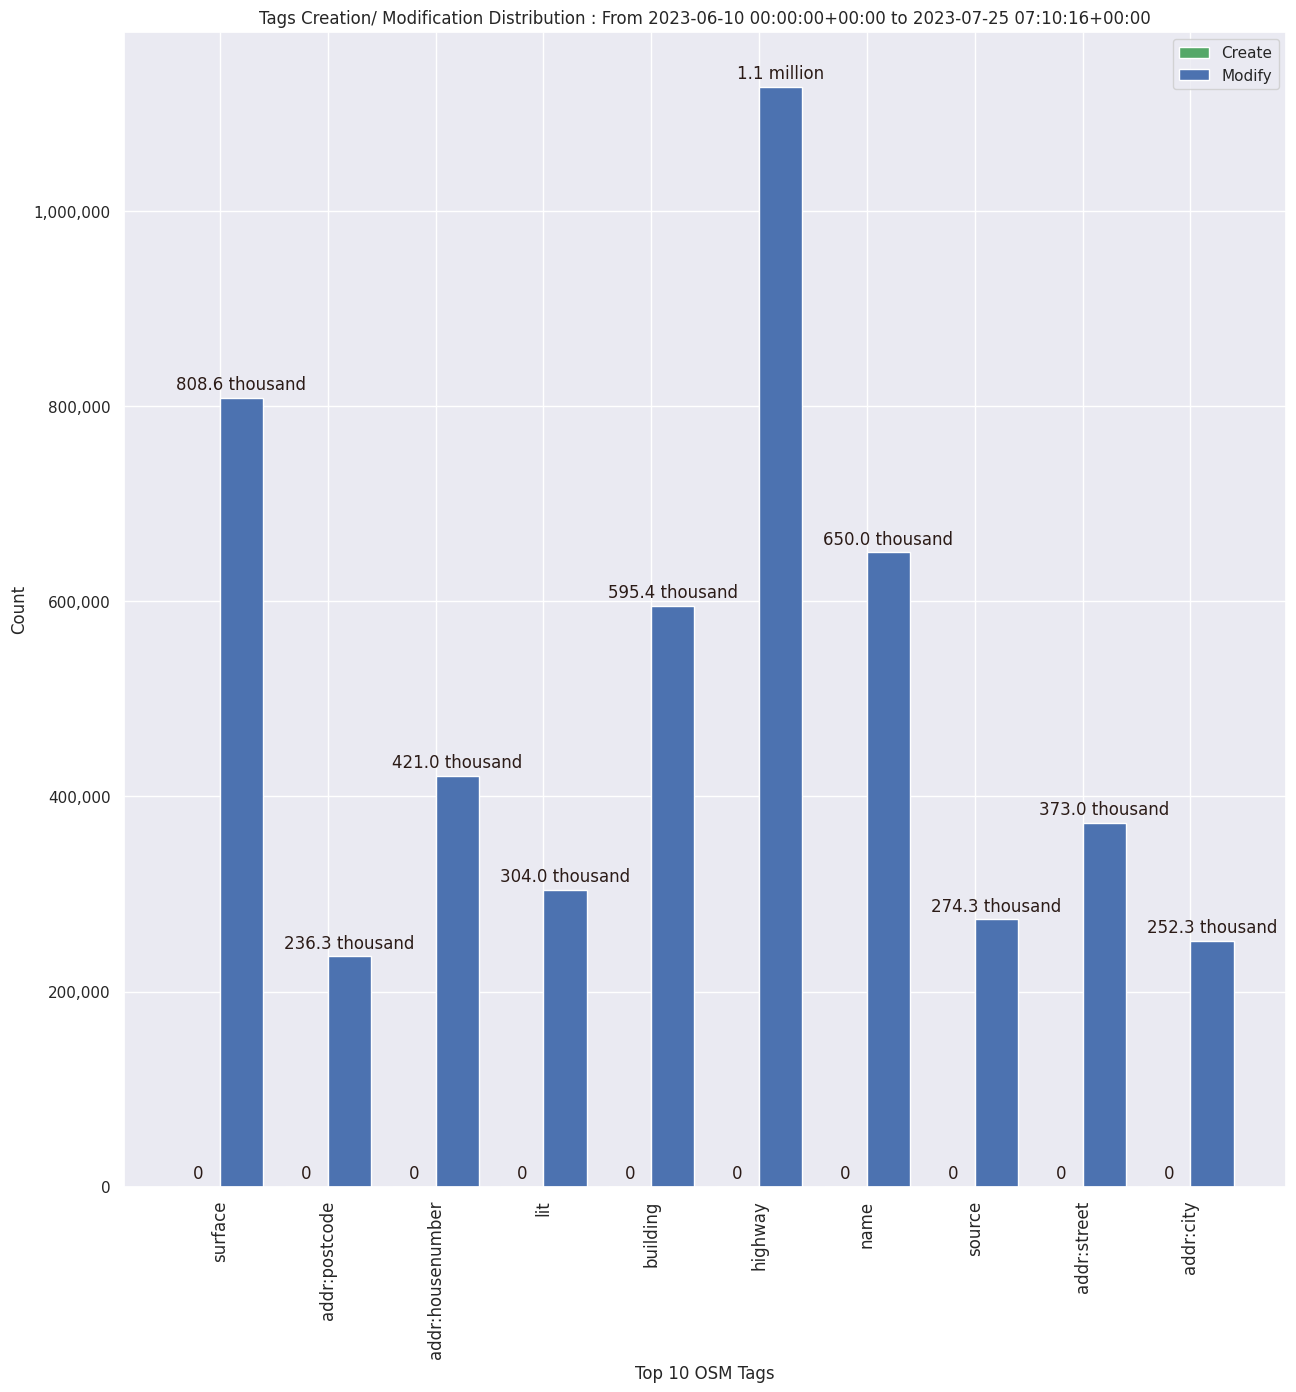 Tags Creation/ Modification Distribution : From 2023-06-10 00:00:00+00:00 to 2023-07-25 07:10:16+00:00
Create
Modify
1.1 million
1,000,000
808.6 thousand
800,000
650.0 thousand
595.4 thousand
600,000
Count
421.0 thousand
400,000
373.0 thousand
304.0 thousand
274.3 thousand
252.3 thousand
236.3 thousand
200,000
0 0 0 0 0 0 0 0 0 0
0
surface
addr:postcode
addr:housenumber
lit
building
highway
name
source
addr:street
addr:city
Top 10 OSM Tags